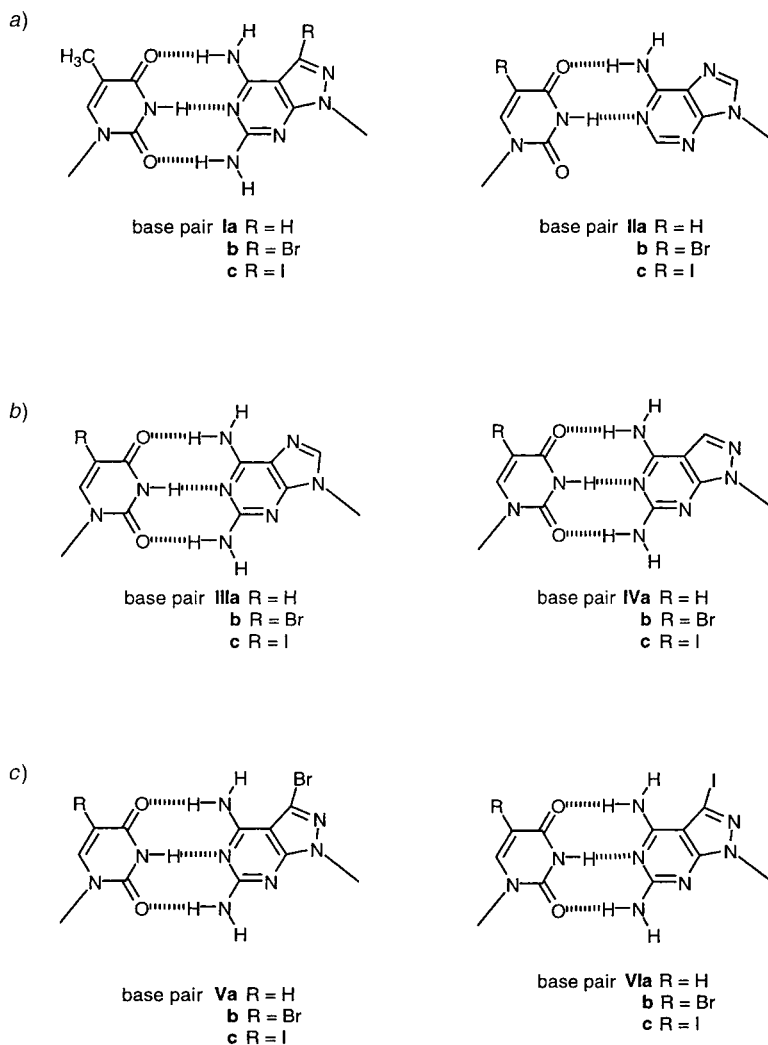 a)
R
H
H
H3C
O
H–N
N
N–H
N
N
N
N
O
H–N
H
base pair Ia R = H
b R = Br
c R = I
H
R
O
H–N
N
N–H
N
N
N
N
O
base pair IIa R = H
b R = Br
c R = I
b)
H
R
O
H–N
N
N–H
N
N
N
N
O
H–N
H
base pair IIIa R = H
b R = Br
c R = I
H
R
O
H–N
N
N–H
N
N
N
N
O
H–N
H
base pair IVa R = H
b R = Br
c R = I
c)
H
Br
R
O
H–N
N
N–H
N
N
N
N
O
H–N
H
base pair Va R = H
b R = Br
c R = I
H
I
R
O
H–N
N
N–H
N
N
N
N
O
H–N
H
base pair VIa R = H
b R = Br
c R = I